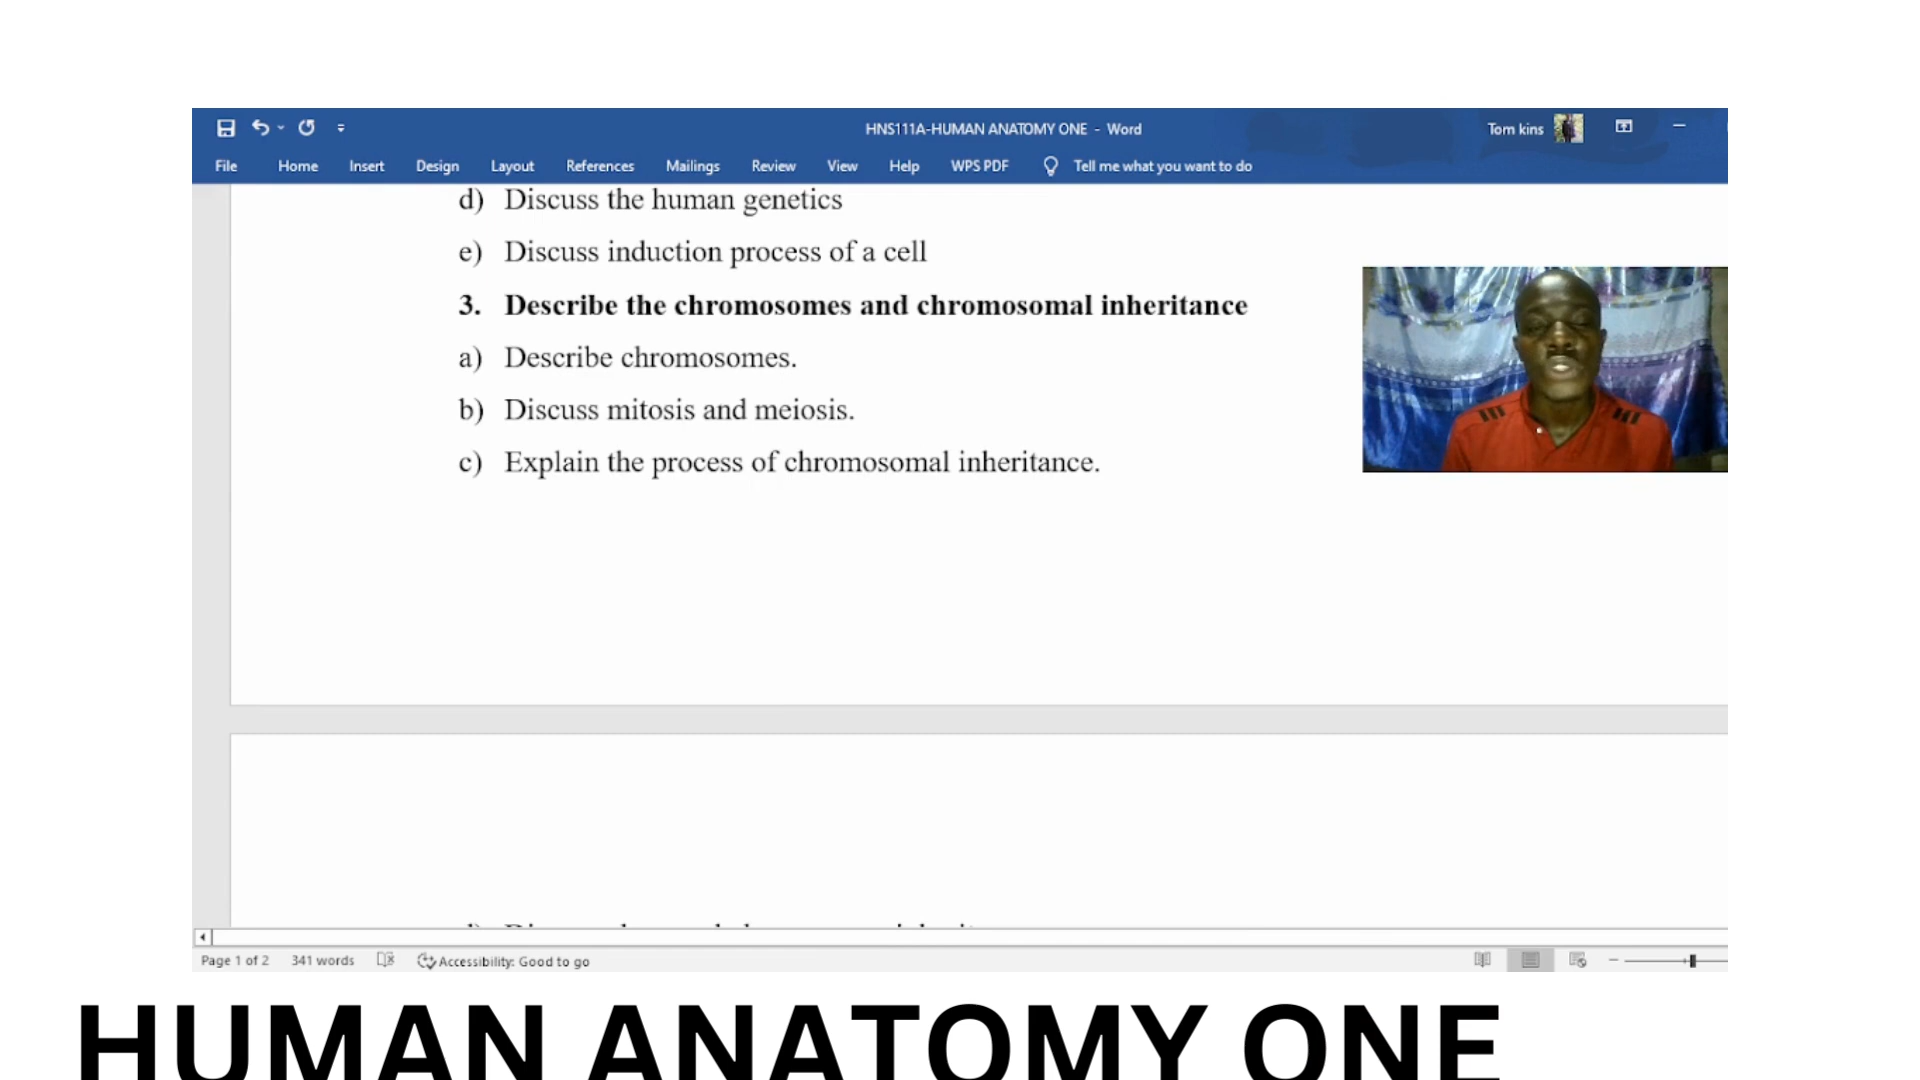 HNS111A-HUMAN ANATOMY ONE - Word
Tom kins
File Home Insert Design Layout References Mailings Review View Help WPS PDF Tell me what you want to do
d) Discuss the human genetics
e) Discuss induction process of a cell
3. Describe the chromosomes and chromosomal inheritance
a) Describe chromosomes.
b) Discuss mitosis and meiosis.
c) Explain the process of chromosomal inheritance.
Page 1 of 2 341 words Accessibility: Good to go
HUMAN ANATOMY ONE